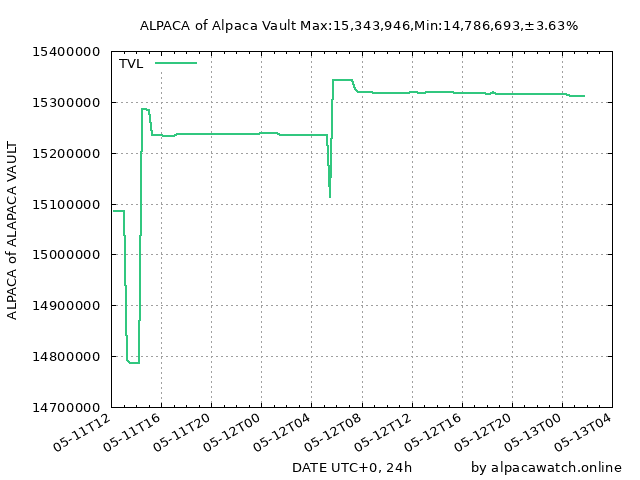 ALPACA of Alpaca Vault Max:15,343,946,Min:14,786,693,±3.63%
TVL
15400000
15300000
15200000
15100000
15000000
14900000
14800000
14700000
ALPACA of ALAPACA VAULT
05-11T12
05-11T16
05-11T20
05-12T00
05-12T04
05-12T08
05-12T12
05-12T16
05-12T20
05-13T00
05-13T04
DATE UTC+0, 24h
by alpacawatch.online